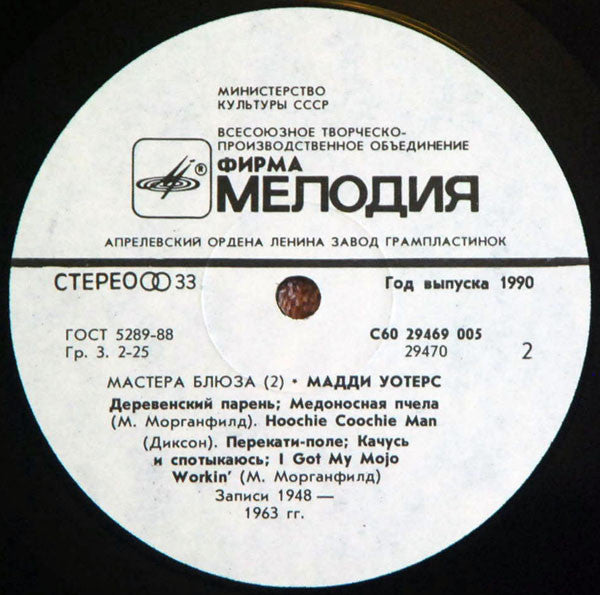 МИНИСТЕРСТВО
КУЛЬТУРЫ СССР
ВСЕСОЮЗНОЕ ТВОРЧЕСКО-
ПРОИЗВОДСТВЕННОЕ ОБЪЕДИНЕНИЕ
®
ФИРМА
МЕЛОДИЯ
АПРЕЛЕВСКИЙ ОРДЕНА ЛЕНИНА ЗАВОД ГРАМПЛАСТИНОК
СТЕРЕО 33
Год выпуска 1990
ГОСТ 5289-88
Гр. 3. 2-25
С60 29469 005
29470
2
МАСТЕРА БЛЮЗА (2) • МАДДИ УОТЕРС
Деревенский парень; Медоносная пчела
(М. Морганфилд). Hoochie Coochie Man
(Диксон). Перекати-поле; Качусь
и спотыкаюсь; I Got My Mojo
Workin' (М. Морганфилд)
Записи 1948 —
1963 гг.